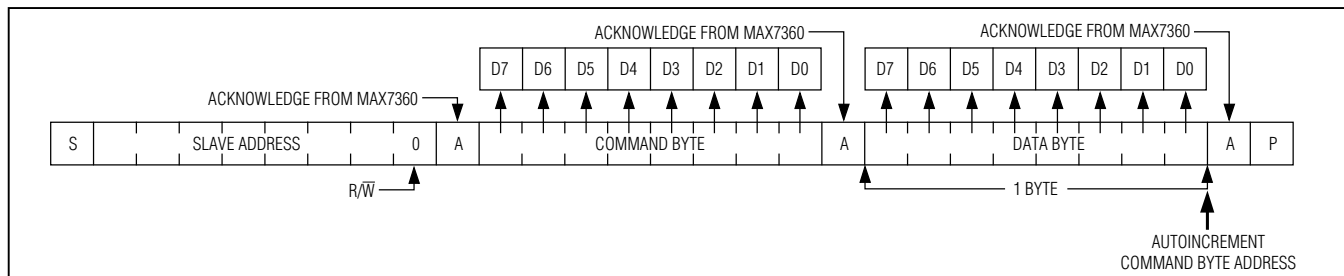 ACKNOWLEDGE FROM MAX7360
ACKNOWLEDGE FROM MAX7360
D7 D6 D5 D4 D3 D2 D1 D0
D7 D6 D5 D4 D3 D2 D1 D0
ACKNOWLEDGE FROM MAX7360
S SLAVE ADDRESS 0 A COMMAND BYTE A DATA BYTE A P
R/W̅
1 BYTE
AUTOINCREMENT
COMMAND BYTE ADDRESS